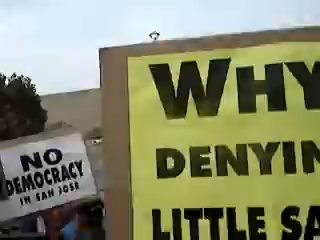 NO
DEMOCRACY
IN SAN JOSE
WHY
DENYIN
LITTLE SA